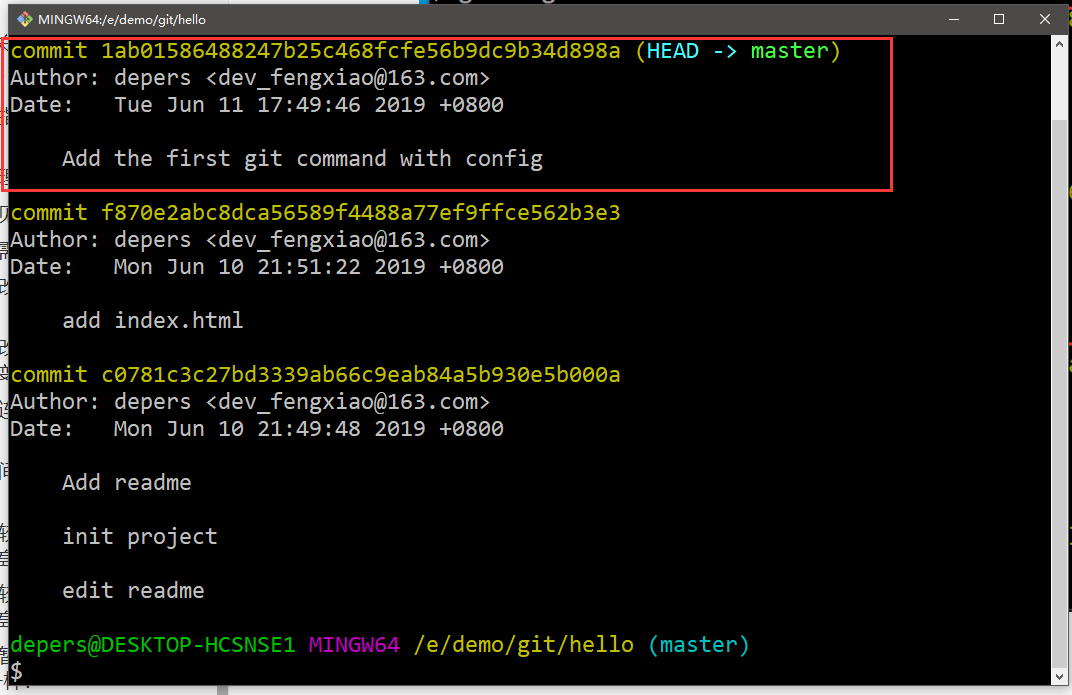 MINGW64:/e/demo/git/hello
commit 1ab01586488247b25c468fcfe56b9dc9b34d898a (HEAD -> master)
Author: depers <dev_fengxiao@163.com>
Date:   Tue Jun 11 17:49:46 2019 +0800
    Add the first git command with config
commit f870e2abc8dca56589f4488a77ef9ffce562b3e3
Author: depers <dev_fengxiao@163.com>
Date:   Mon Jun 10 21:51:22 2019 +0800
    add index.html
commit c0781c3c27bd3339ab66c9eab84a5b930e5b000a
Author: depers <dev_fengxiao@163.com>
Date:   Mon Jun 10 21:49:48 2019 +0800
    Add readme
    init project
    edit readme
depers@DESKTOP-HCSNSE1 MINGW64 /e/demo/git/hello (master)
$